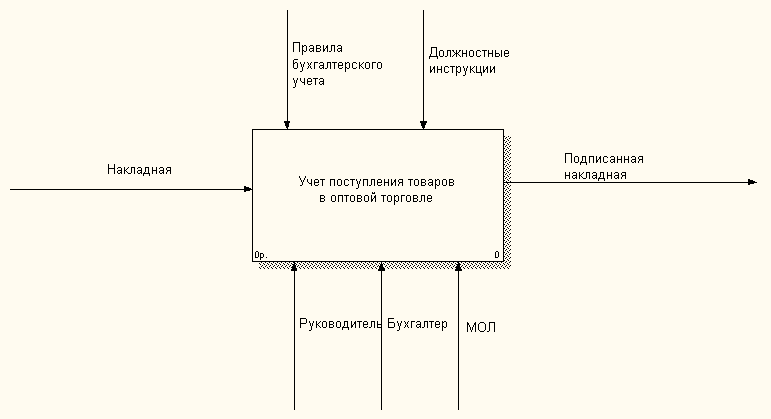 Правила
бухгалтерского
учета
Должностные
инструкции
Накладная
Учет поступления товаров
в оптовой торговле
Подписанная
накладная
0р.
0
Руководитель
Бухгалтер
МОЛ